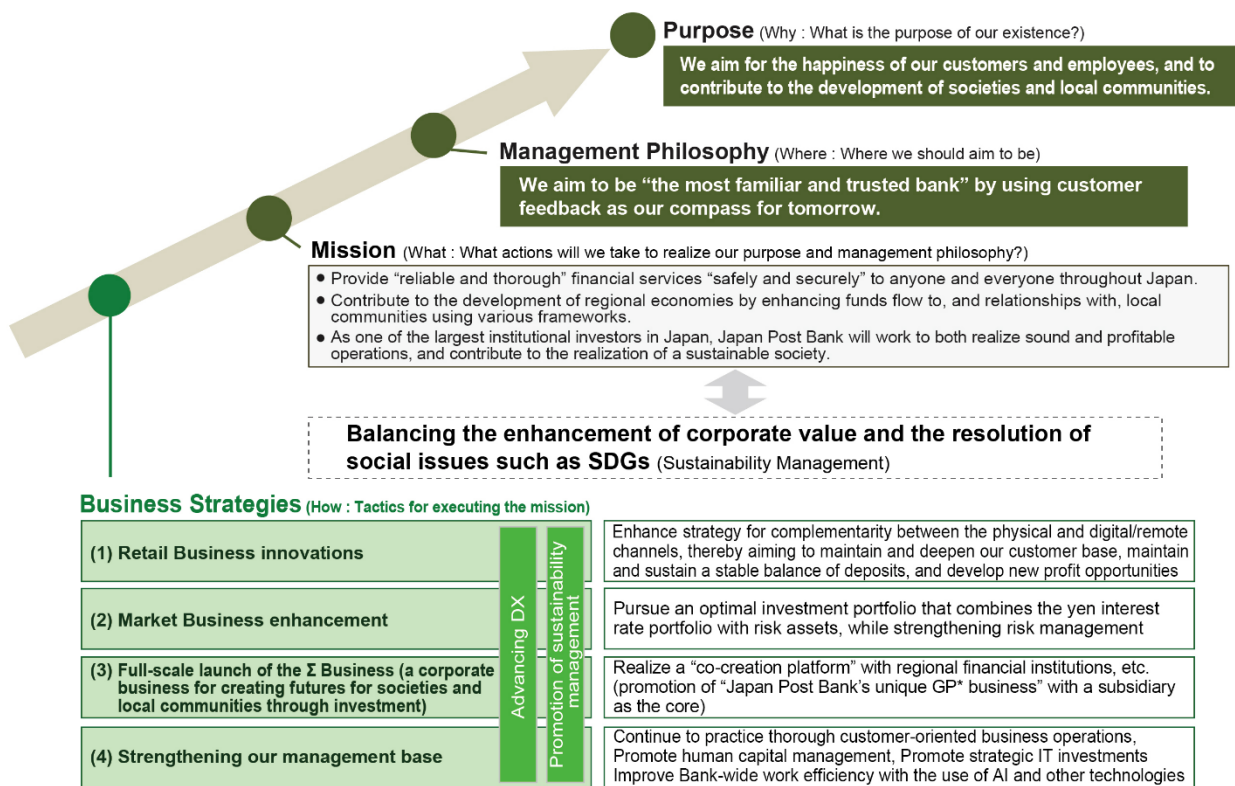 Purpose (Why : What is the purpose of our existence?)
We aim for the happiness of our customers and employees, and to
contribute to the development of societies and local communities.
Management Philosophy (Where : Where we should aim to be)
We aim to be “the most familiar and trusted bank” by using customer
feedback as our compass for tomorrow.
Mission (What : What actions will we take to realize our purpose and management philosophy?)
● Provide “reliable and thorough” financial services “safely and securely” to anyone and everyone throughout Japan.
● Contribute to the development of regional economies by enhancing funds flow to, and relationships with, local
communities using various frameworks.
● As one of the largest institutional investors in Japan, Japan Post Bank will work to both realize sound and profitable
operations, and contribute to the realization of a sustainable society.
Balancing the enhancement of corporate value and the resolution of
social issues such as SDGs (Sustainability Management)
Business Strategies (How : Tactics for executing the mission)
(1) Retail Business innovations
Enhance strategy for complementarity between the physical and digital/remote
channels, thereby aiming to maintain and deepen our customer base, maintain
and sustain a stable balance of deposits, and develop new profit opportunities
(2) Market Business enhancement
Pursue an optimal investment portfolio that combines the yen interest
rate portfolio with risk assets, while strengthening risk management
(3) Full-scale launch of the Σ Business (a corporate
business for creating futures for societies and
local communities through investment)
Realize a “co-creation platform” with regional financial institutions, etc.
(promotion of “Japan Post Bank’s unique GP* business” with a subsidiary
as the core)
(4) Strengthening our management base
Continue to practice thorough customer-oriented business operations,
Promote human capital management, Promote strategic IT investments
Improve Bank-wide work efficiency with the use of AI and other technologies
Advancing DX
Promotion of sustainability
management